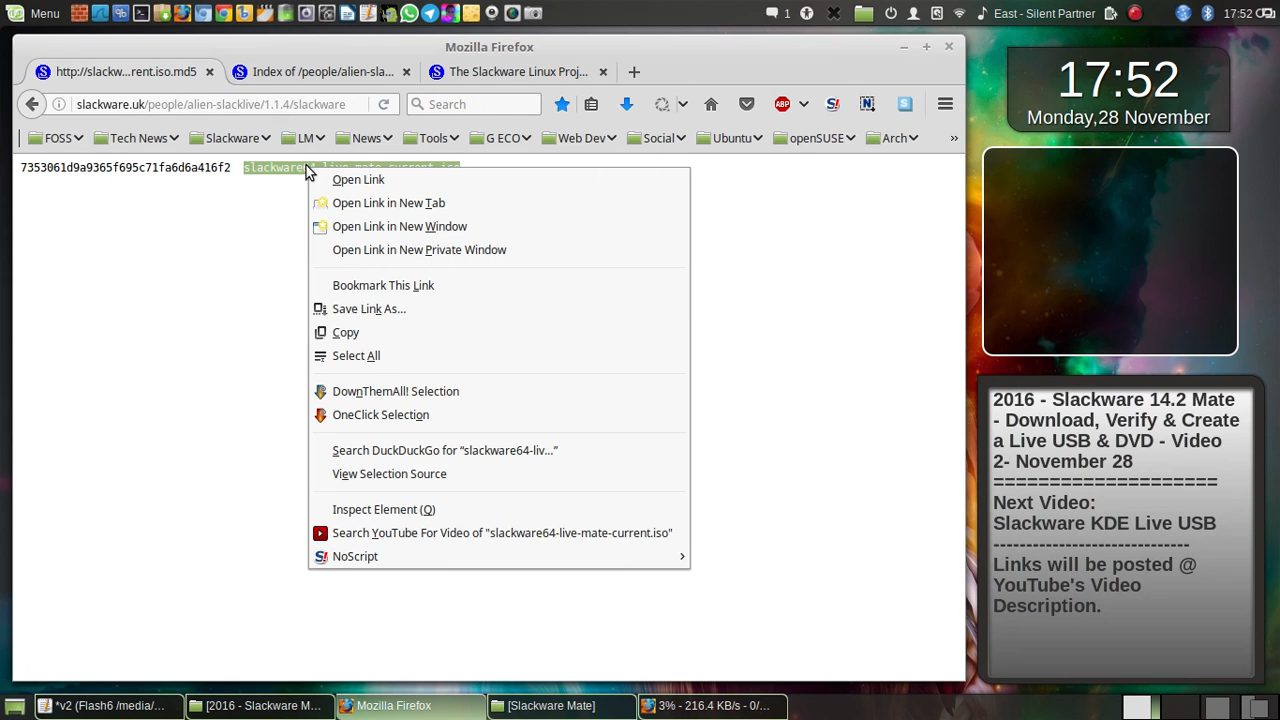 Menu
1
East - Silent Partner
17:52
Mozilla Firefox
http://slackw...rent.iso.md5
Index of /people/alien-sla...
The Slackware Linux Proj...
slackware.uk/people/alien-slacklive/1.1.4/slackware
Search
ABP
FOSS
Tech News
Slackware
LM
News
Tools
G ECO
Web Dev
Social
Ubuntu
openSUSE
Arch
»
7353061d9a9365f695c71fa6d6a416f2 slackware64-live-mate-current.iso
Open Link
Open Link in New Tab
Open Link in New Window
Open Link in New Private Window
Bookmark This Link
Save Link As...
Copy
Select All
DownThemAll! Selection
OneClick Selection
Search DuckDuckGo for “slackware64-liv...”
View Selection Source
Inspect Element (Q)
Search YouTube For Video of "slackware64-live-mate-current.iso"
NoScript
17:52
Monday,28 November
2016 - Slackware 14.2 Mate
- Download, Verify & Create
a Live USB & DVD - Video
2- November 28
====================
Next Video:
Slackware KDE Live USB
----------------------------
Links will be posted @
YouTube's Video
Description.
*v2 (Flash6 /media/...
[2016 - Slackware M...
Mozilla Firefox
[Slackware Mate]
3% - 216.4 KB/s - 0/...